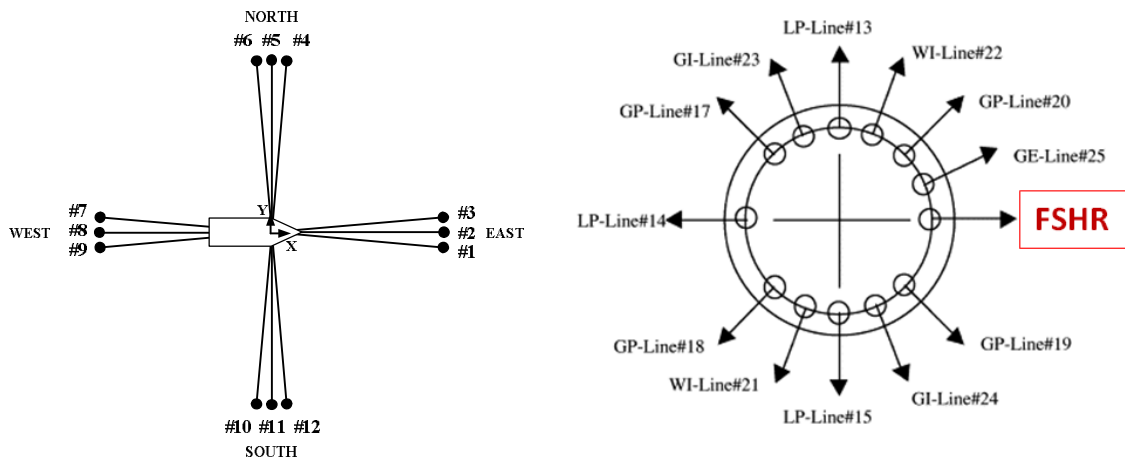 NORTH
#6 #5 #4
#7
#8
#9
WEST
Y
X
#3
#2
#1
EAST
#10 #11 #12
SOUTH
LP-Line#13
GI-Line#23
WI-Line#22
GP-Line#17
GP-Line#20
GE-Line#25
LP-Line#14
FSHR
GP-Line#18
GP-Line#19
WI-Line#21
GI-Line#24
LP-Line#15